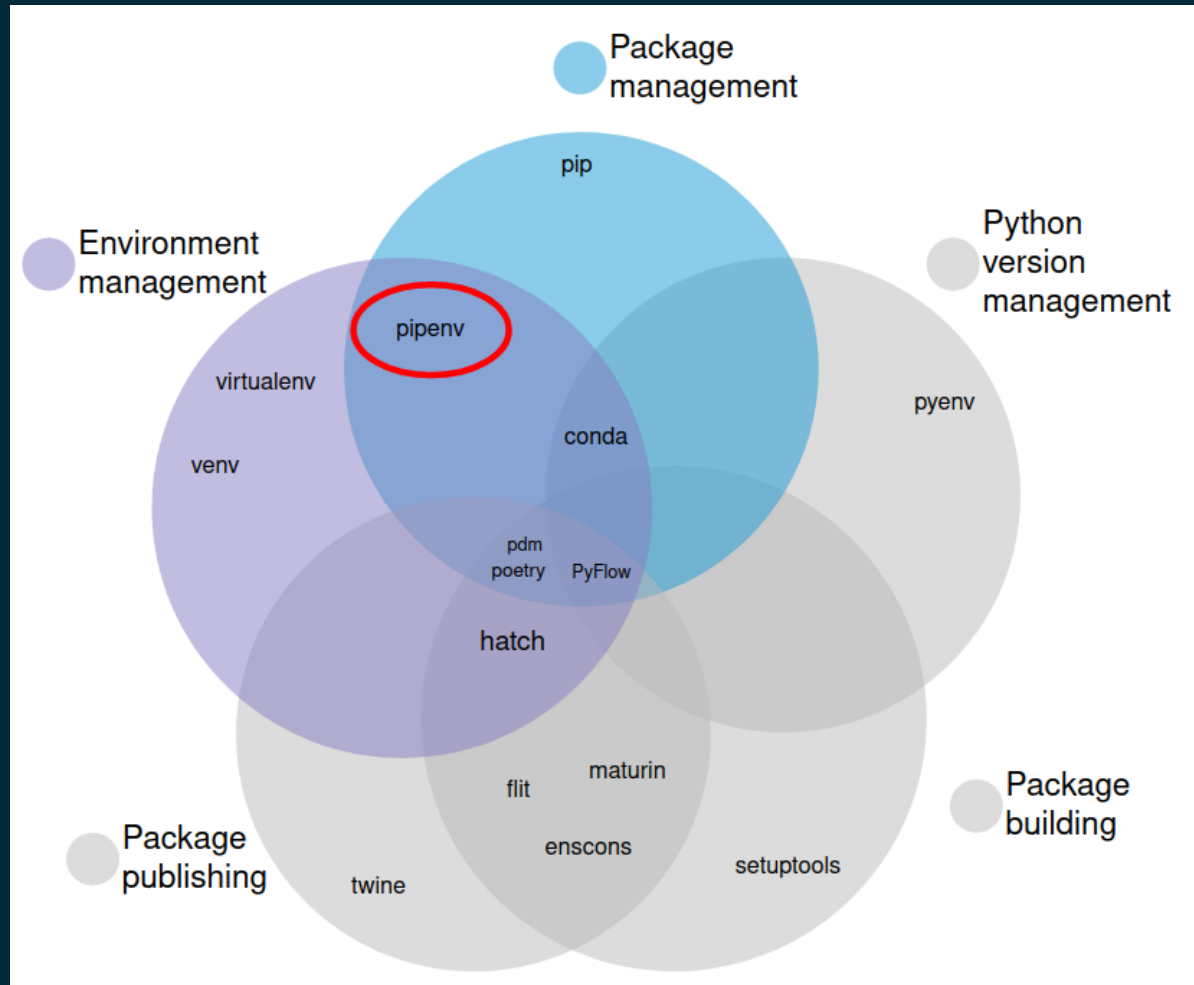 Package
management
pip
Python
version
management
Environment
management
pipenv
virtualenv
pyenv
conda
venv
pdm
poetry
PyFlow
hatch
maturin
flit
Package
building
Package
publishing
enscons
setuptools
twine